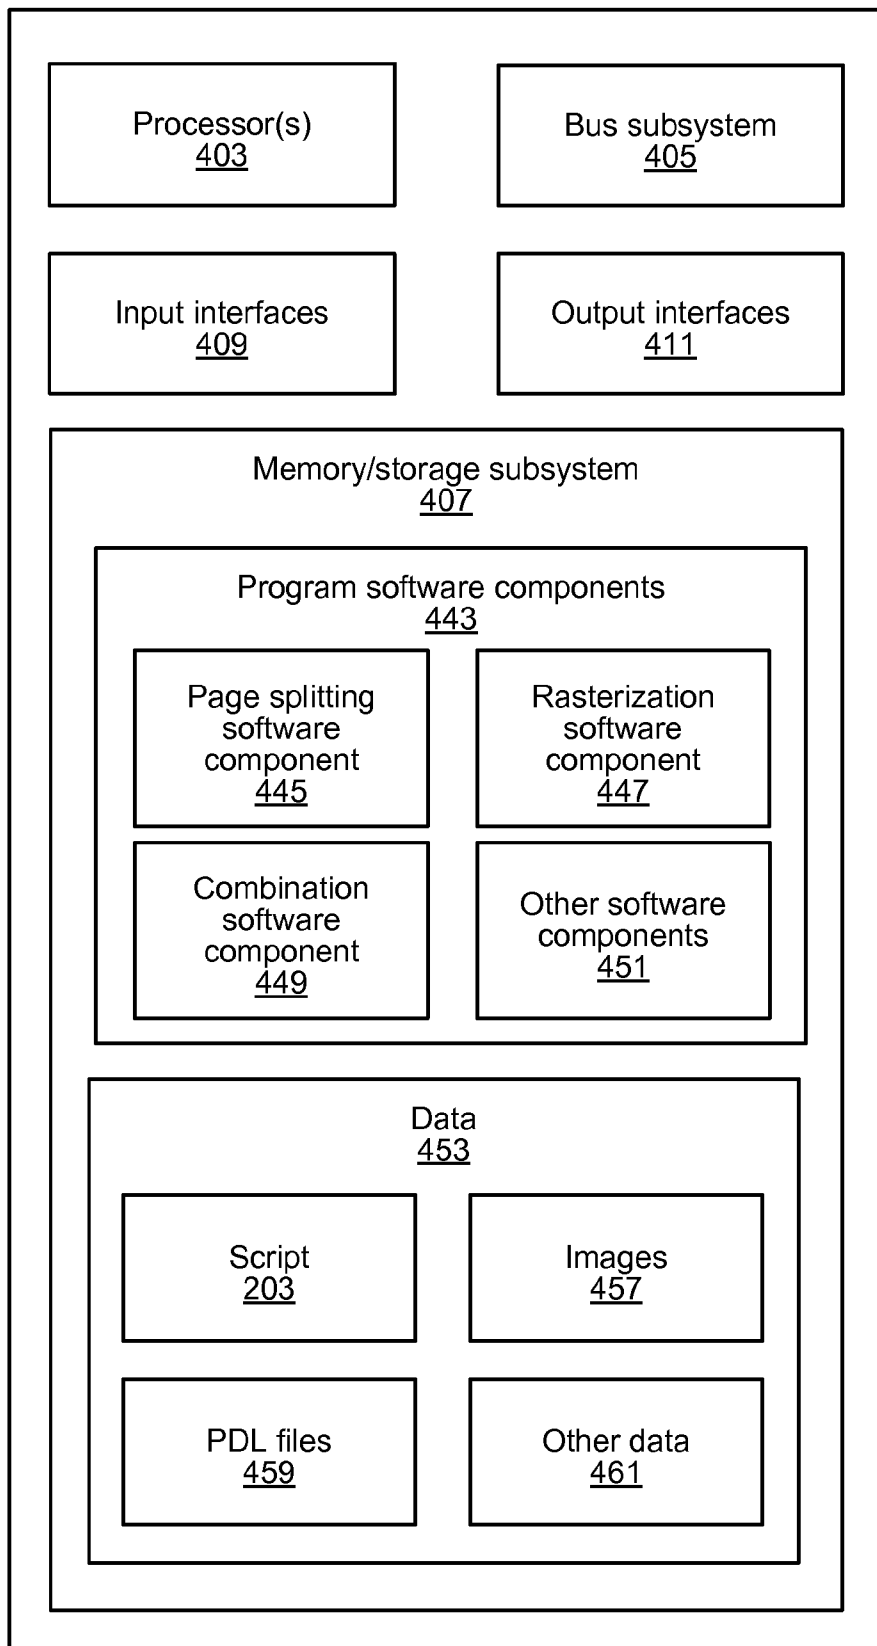 Processor(s)
403
Bus subsystem
405
Input interfaces
409
Output interfaces
411
Memory/storage subsystem
407
Program software components
443
Page splitting
software
component
445
Rasterization
software
component
447
Combination
software
component
449
Other software
components
451
Data
453
Script
203
Images
457
PDL files
459
Other data
461